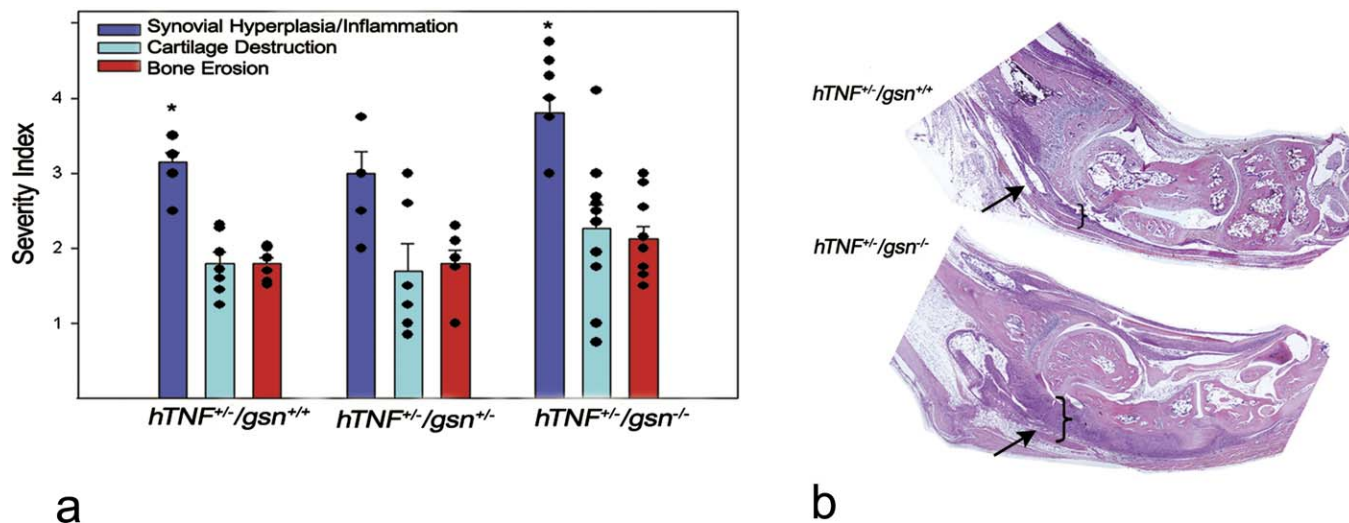 *
Synovial Hyperplasia/Inflammation
Cartilage Destruction
Bone Erosion
*
Severity Index
4
3
2
1
hTNF+/-/gsn+/+
hTNF+/-/gsn+/-
hTNF+/-/gsn-/-
a
hTNF+/-/gsn+/+
}
hTNF+/-/gsn-/-
}
b